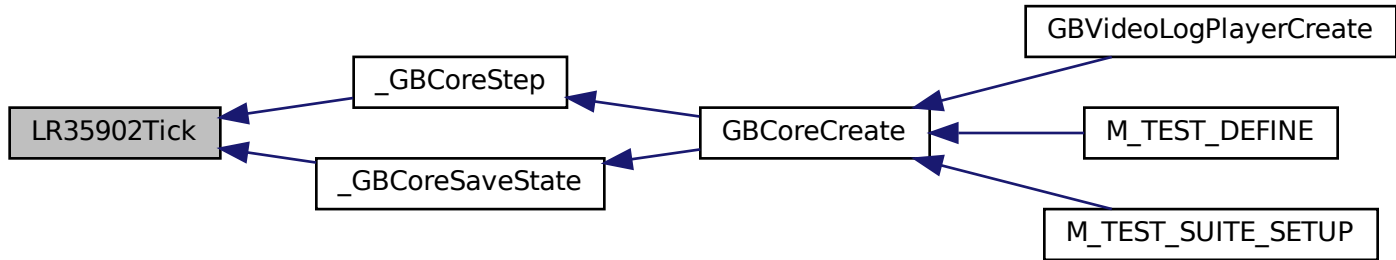 LR35902Tick
_GBCoreStep
_GBCoreSaveState
GBCoreCreate
GBVideoLogPlayerCreate
M_TEST_DEFINE
M_TEST_SUITE_SETUP